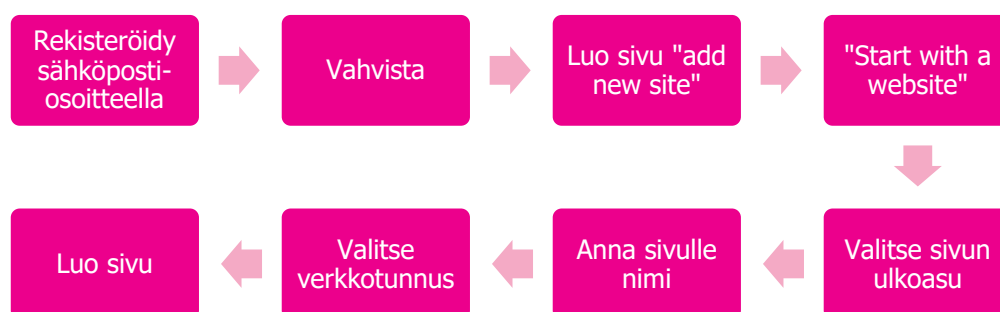 Rekisteröidy
sähköposti-
osoitteella
Vahvista
Luo sivu "add
new site"
"Start with a
website"
Valitse sivun
ulkoasu
Anna sivulle
nimi
Valitse
verkkotunnus
Luo sivu